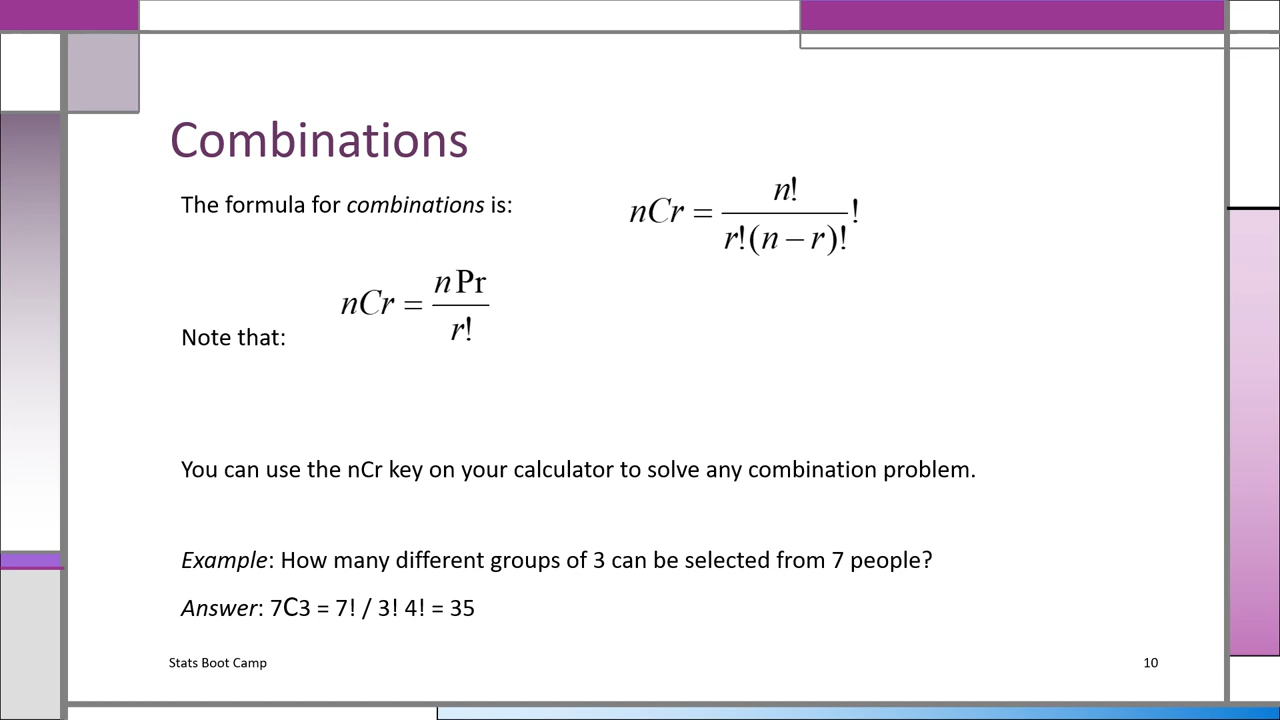 Combinations
The formula for combinations is:
nCr = n! / r!(n – r)! !
nCr = n Pr / r!
Note that:
You can use the nCr key on your calculator to solve any combination problem.
Example: How many different groups of 3 can be selected from 7 people?
Answer: 7C3 = 7! / 3! 4! = 35
Stats Boot Camp
10